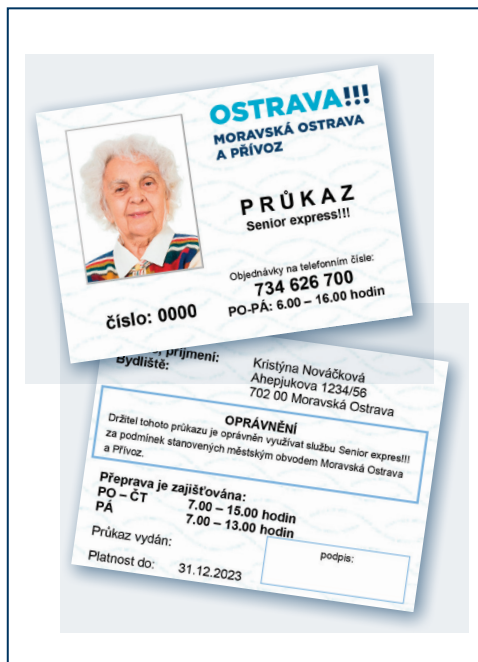 OSTRAVA!!!
MORAVSKÁ OSTRAVA
A PŘÍVOZ
PRŮKAZ
Senior express!!!
Objednávky na telefonním čísle:
734 626 700
PO-PÁ: 6.00 – 16.00 hodin
číslo: 0000
příjmení: Kristýna Nováčková
Bydliště: Ahepjukova 1234/56
702 00 Moravská Ostrava
OPRÁVNĚNÍ
Držitel tohoto průkazu je oprávněn využívat službu Senior expres!!!
za podmínek stanovených městským obvodem Moravská Ostrava
a Přívoz.
Přeprava je zajišťována:
PO – ČT 7.00 – 15.00 hodin
PÁ 7.00 – 13.00 hodin
Průkaz vydán:
podpis:
Platnost do: 31.12.2023